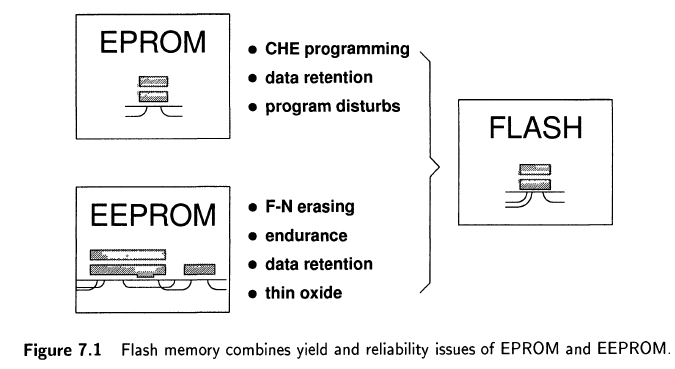 EPROM
• CHE programming
• data retention
• program disturbs
FLASH
EEPROM
• F-N erasing
• endurance
• data retention
• thin oxide
Figure 7.1 Flash memory combines yield and reliability issues of EPROM and EEPROM.